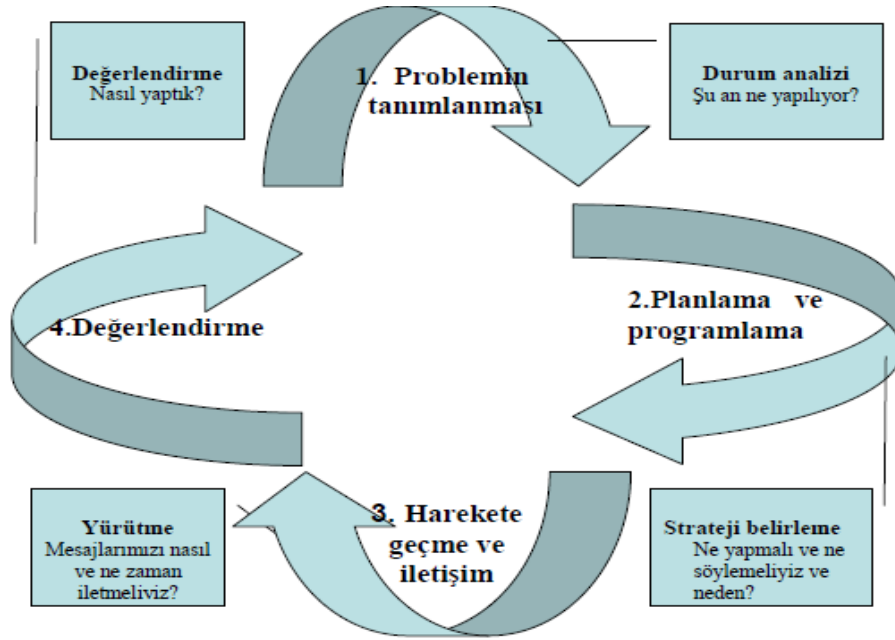 Değerlendirme
Nasıl yaptık?
1. Problemin
tanımlanması
Durum analizi
Şu an ne yapılıyor?
2.Planlama ve
programlama
4.Değerlendirme
3. Harekete
geçme ve
iletişim
Yürütme
Mesajlarımızı nasıl
ve ne zaman
iletmeliyiz?
Strateji belirleme
Ne yapmalı ve ne
söylemeliyiz ve
neden?